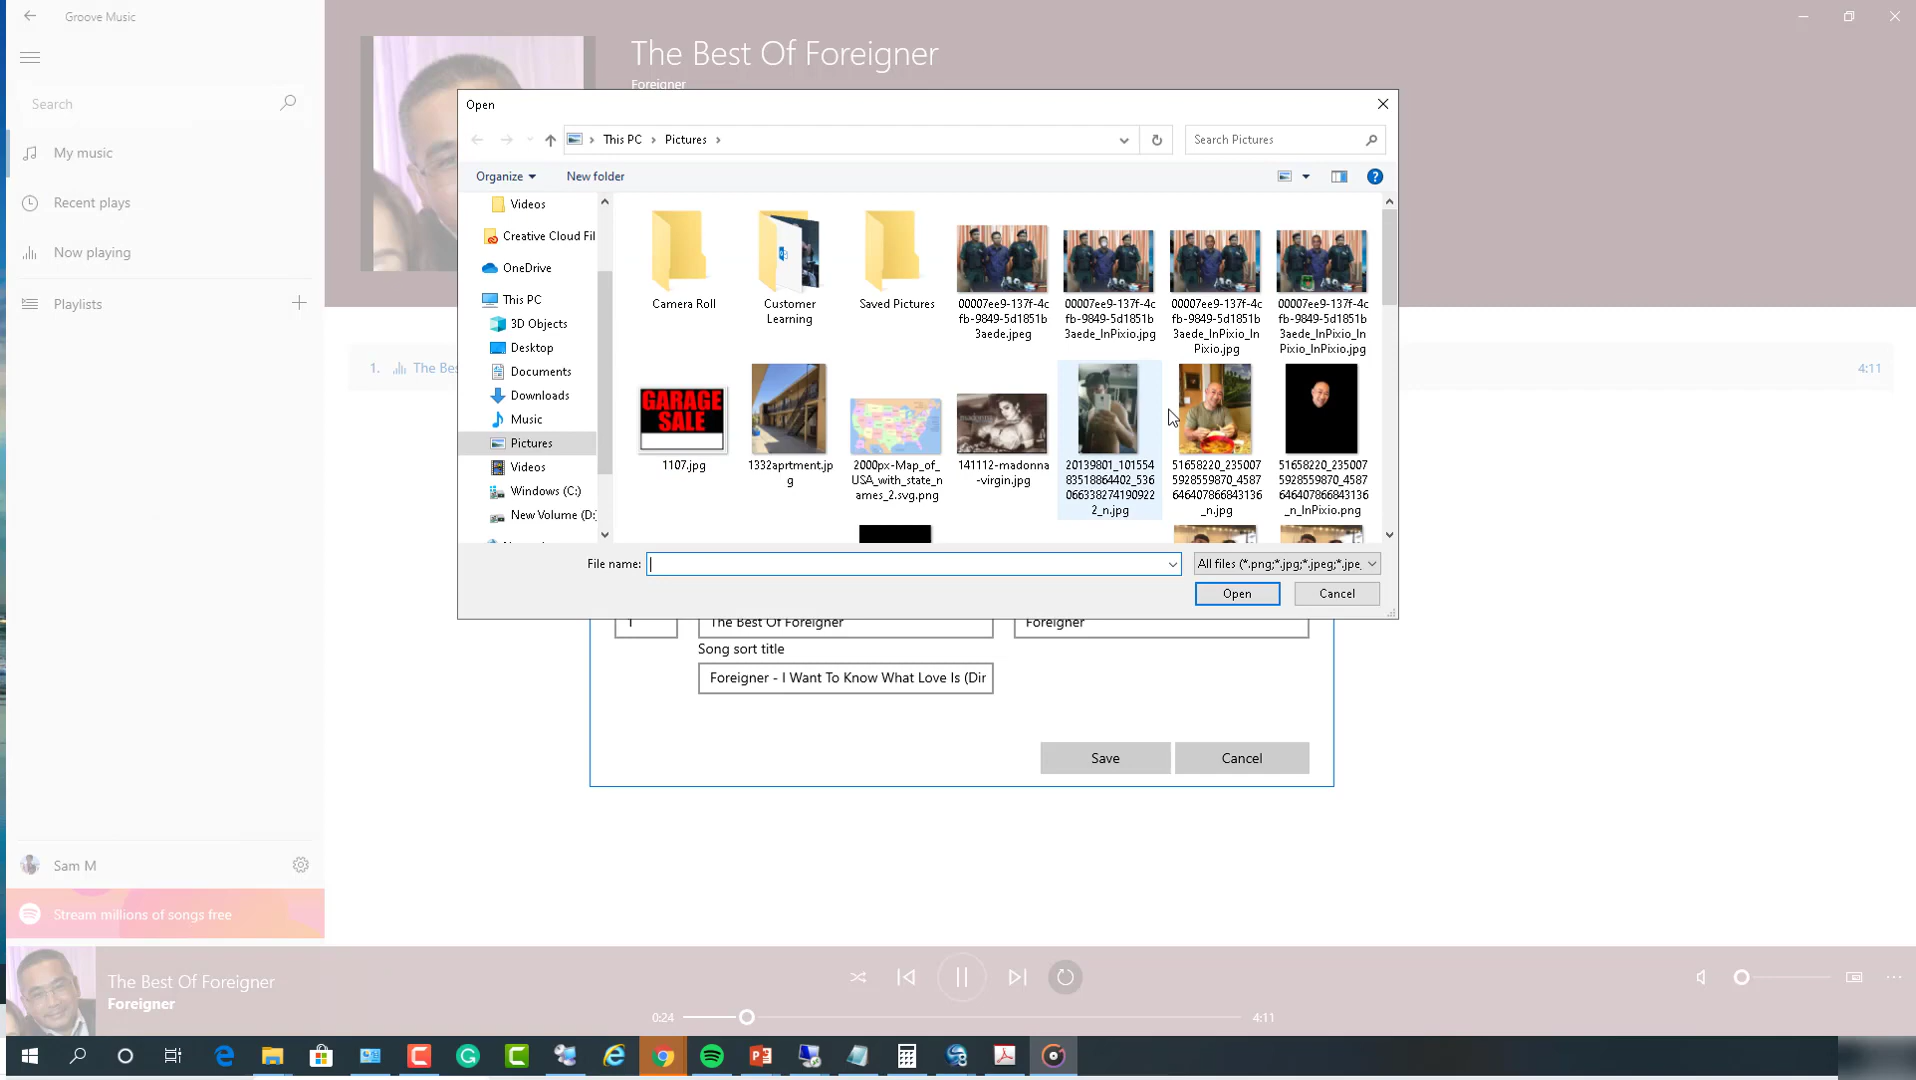 Groove Music
The Best Of Foreigner
Foreigner
Open
Search
This PC
Pictures
Search Pictures
My music
Organize
New folder
Recent plays
Now playing
Playlists
Videos
Creative Cloud Fil
OneDrive
This PC
3D Objects
Desktop
Documents
Downloads
Music
Pictures
Videos
Windows (C:)
New Volume (D:
Camera Roll
Customer
Learning
Saved Pictures
00007ee9-137f-4c
fb-9849-5d1851b
3aede.jpeg
00007ee9-137f-4c
fb-9849-5d1851b
3aede_InPixio.jpg
00007ee9-137f-4c
fb-9849-5d1851b
3aede_InPixio_In
Pixio.jpg
00007ee9-137f-4c
fb-9849-5d1851b
3aede_InPixio_In
Pixio_InPixio.jpg
1. The Bes
4:11
GARAGE
SALE
madonna
1107.jpg
1332aprtment.jp
g
2000px-Map_of_
USA_with_state_n
ames_2.svg.png
141112-madonna
-virgin.jpg
20139801_101554
83518864402_536
066338274190922
2_n.jpg
51658220_235007
5928559870_4587
646407866843136
_n.jpg
51658220_235007
5928559870_4587
646407866843136
_n_InPixio.png
File name:
All files (*.png;*.jpg;*.jpeg;*.jpe
Open
Cancel
1
The Best Of Foreigner
Foreigner
Song sort title
Foreigner - I Want To Know What Love Is (Dir
Save
Cancel
Sam M
Stream millions of songs free
The Best Of Foreigner
Foreigner
0:24
4:11